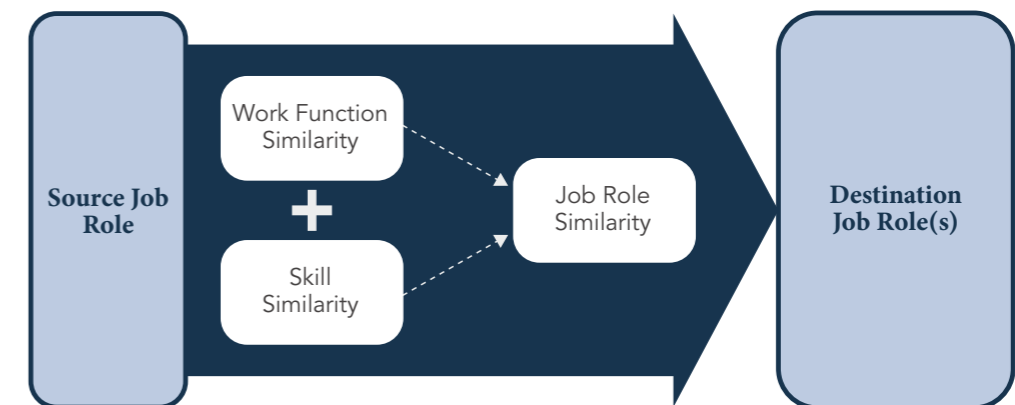 Source Job
Role
Work Function
Similarity
+
Skill
Similarity
Job Role
Similarity
Destination
Job Role(s)